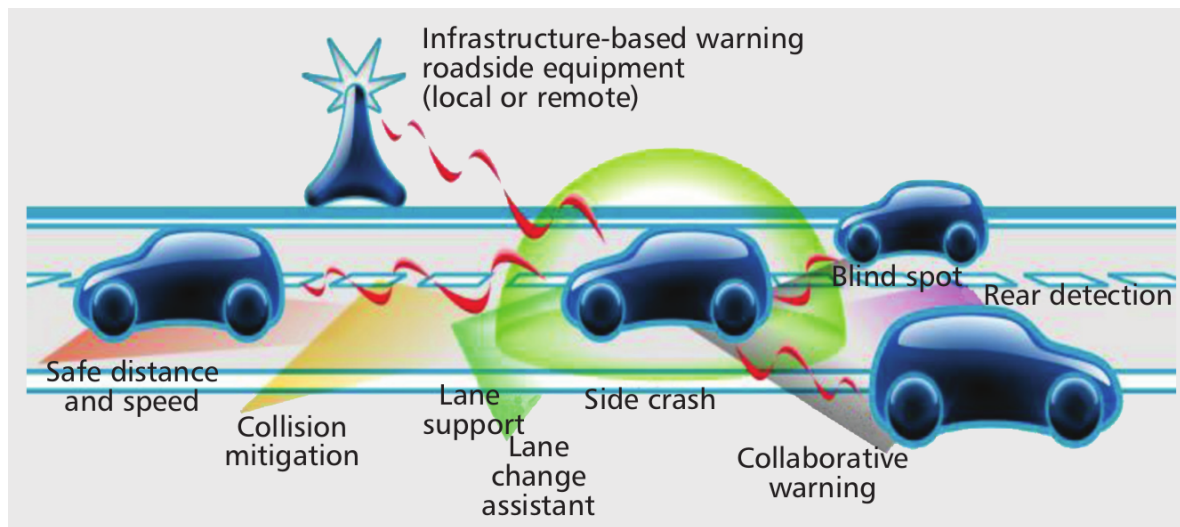 Infrastructure-based warning
roadside equipment
(local or remote)
Blind spot
Rear detection
Safe distance
and speed
Collision
mitigation
Lane
support
Lane
change
assistant
Side crash
Collaborative
warning